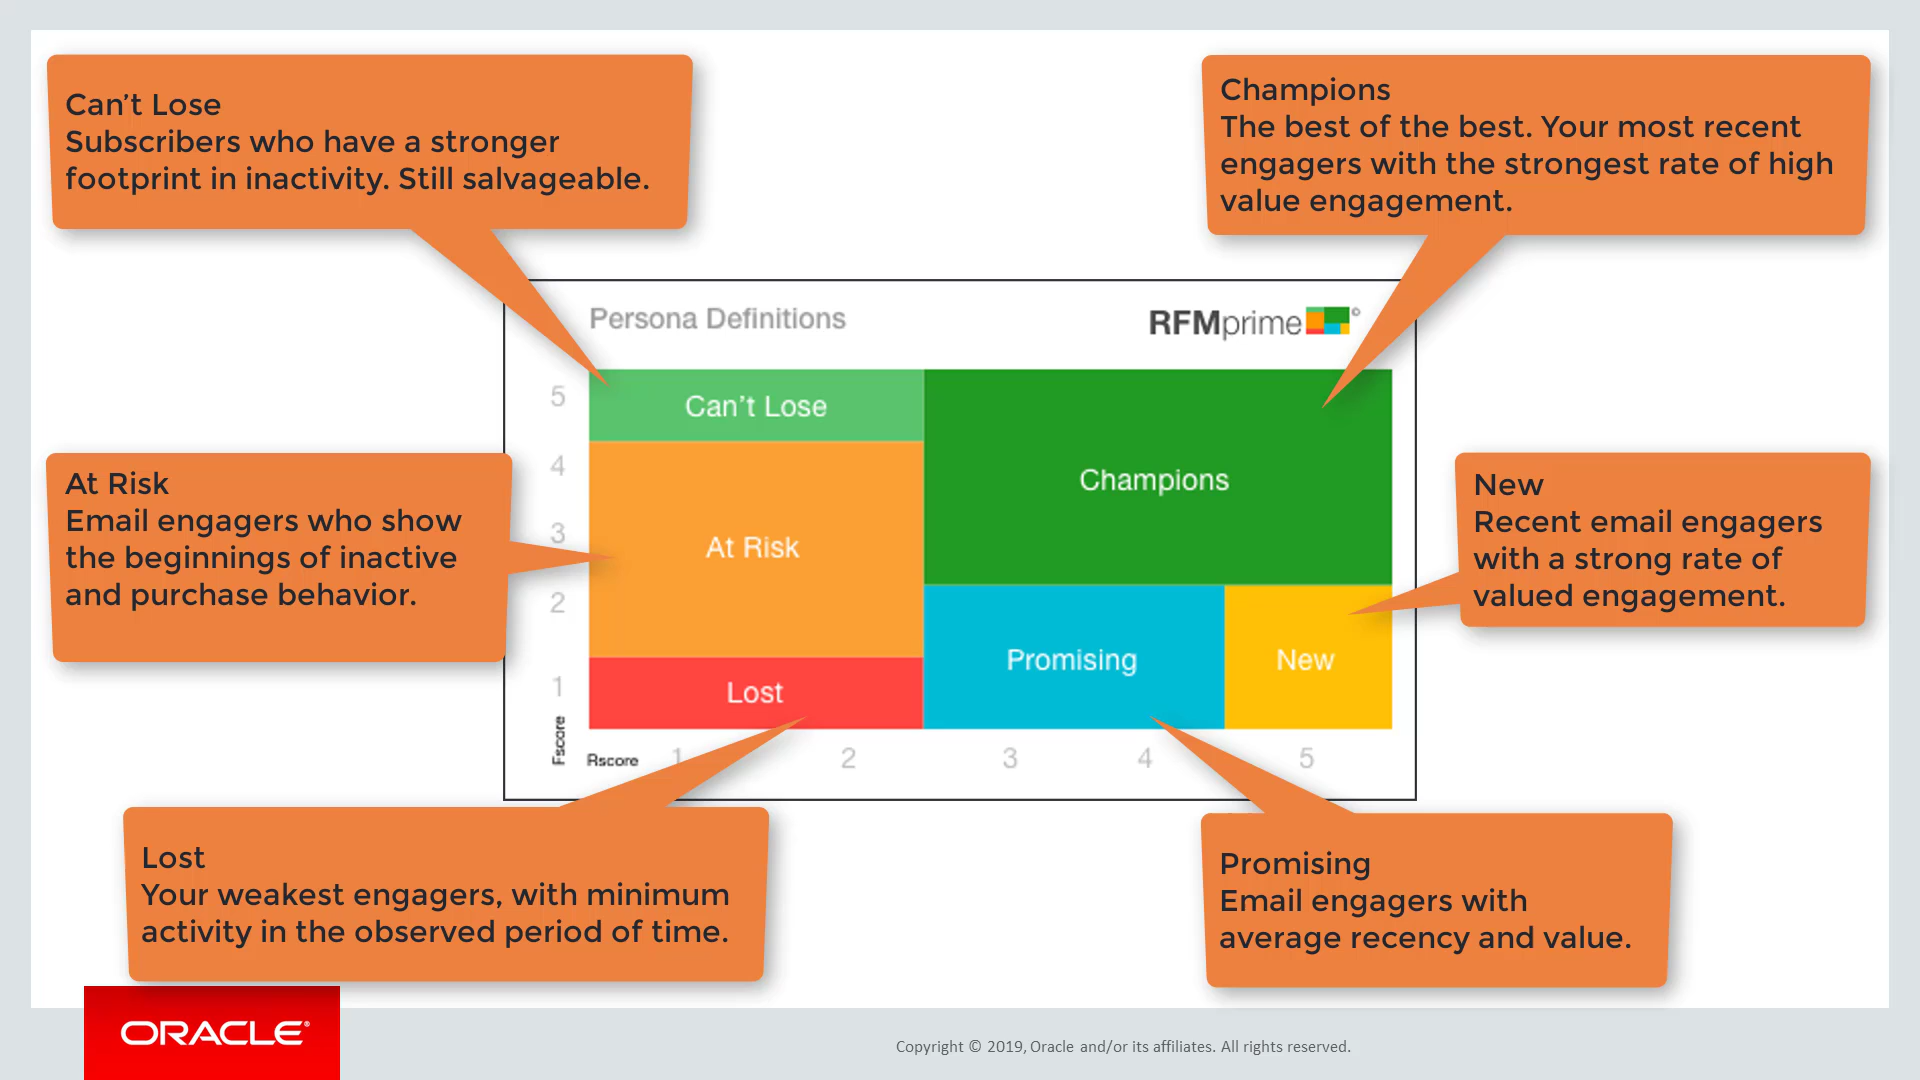 Can’t Lose
Subscribers who have a stronger
footprint in inactivity. Still salvageable.
Champions
The best of the best. Your most recent
engagers with the strongest rate of high
value engagement.
Persona Definitions
RFMprime©
5
Can’t Lose
4
Champions
At Risk
Email engagers who show
the beginnings of inactive
and purchase behavior.
3
At Risk
New
Recent email engagers
with a strong rate of
valued engagement.
2
Promising
New
1
Lost
Fscore
Rscore
1
2
3
4
5
Lost
Your weakest engagers, with minimum
activity in the observed period of time.
Promising
Email engagers with
average recency and value.
ORACLE®
Copyright © 2019, Oracle and/or its affiliates. All rights reserved.